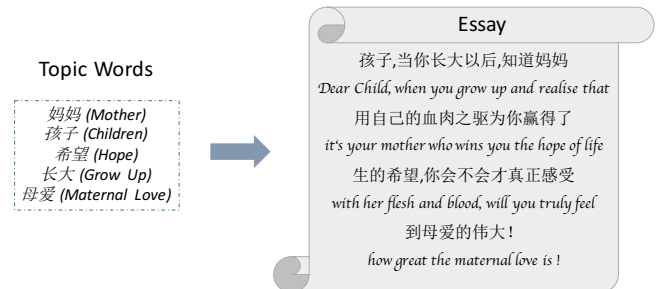 Topic Words
妈妈 (Mother)
孩子 (Children)
希望 (Hope)
长大 (Grow Up)
母爱 (Maternal Love)
Essay
孩子,当你长大以后,知道妈妈
Dear Child, when you grow up and realise that
用自己的血肉之驱为你赢得了
it's your mother who wins you the hope of life
生的希望,你会不会才真正感受
with her flesh and blood, will you truly feel
到母爱的伟大!
how great the maternal love is !